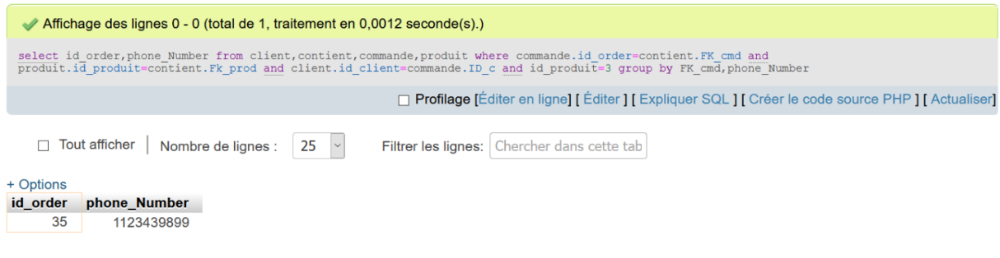 Affichage des lignes 0 - 0 (total de 1, traitement en 0,0012 seconde(s).)
select id_order,phone_Number from client,contient,commande,produit where commande.id_order=contient.FK_cmd and
produit.id_produit=contient.Fk_prod and client.id_client=commande.ID_c and id_produit=3 group by FK_cmd,phone_Number
Profilage [Éditer en ligne] [ Éditer ] [ Expliquer SQL ] [ Créer le code source PHP ] [ Actualiser]
Tout afficher | Nombre de lignes : 25 Filtrer les lignes: Chercher dans cette tab
+ Options
id_order phone_Number
35 1123439899